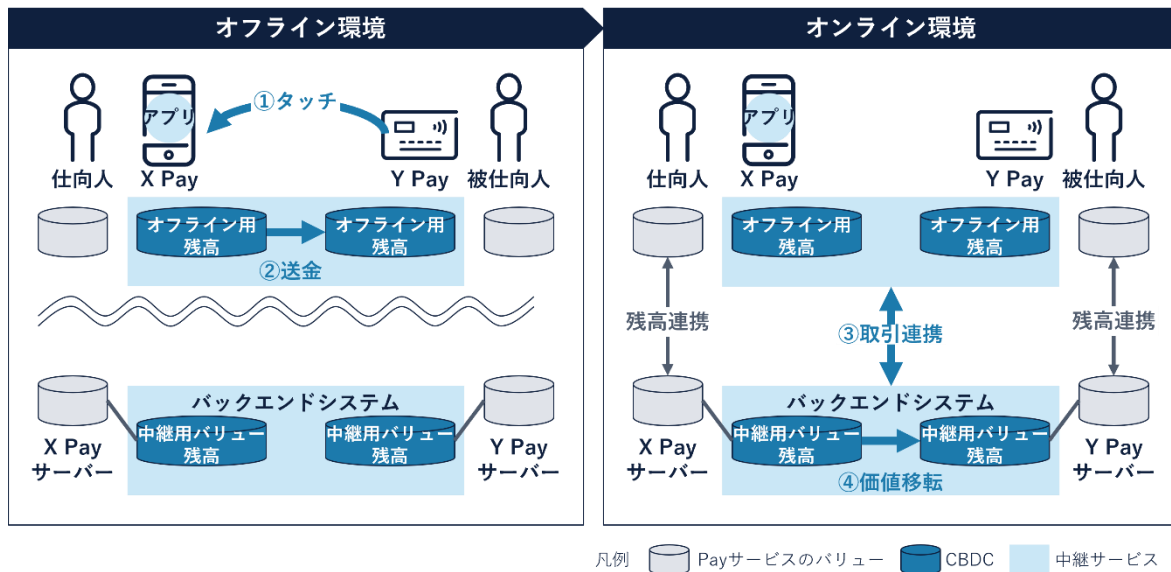 オフライン環境
①タッチ
アプリ
仕向人
X Pay
Y Pay
被仕向人
オフライン用
残高
オフライン用
残高
②送金
バックエンドシステム
中継用バリュー
残高
中継用バリュー
残高
X Pay
サーバー
Y Pay
サーバー
オンライン環境
アプリ
仕向人
X Pay
Y Pay
被仕向人
オフライン用
残高
オフライン用
残高
残高連携
③取引連携
残高連携
バックエンドシステム
中継用バリュー
残高
中継用バリュー
残高
X Pay
サーバー
Y Pay
サーバー
④価値移転
凡例
Payサービスのバリュー
CBDC
中継サービス